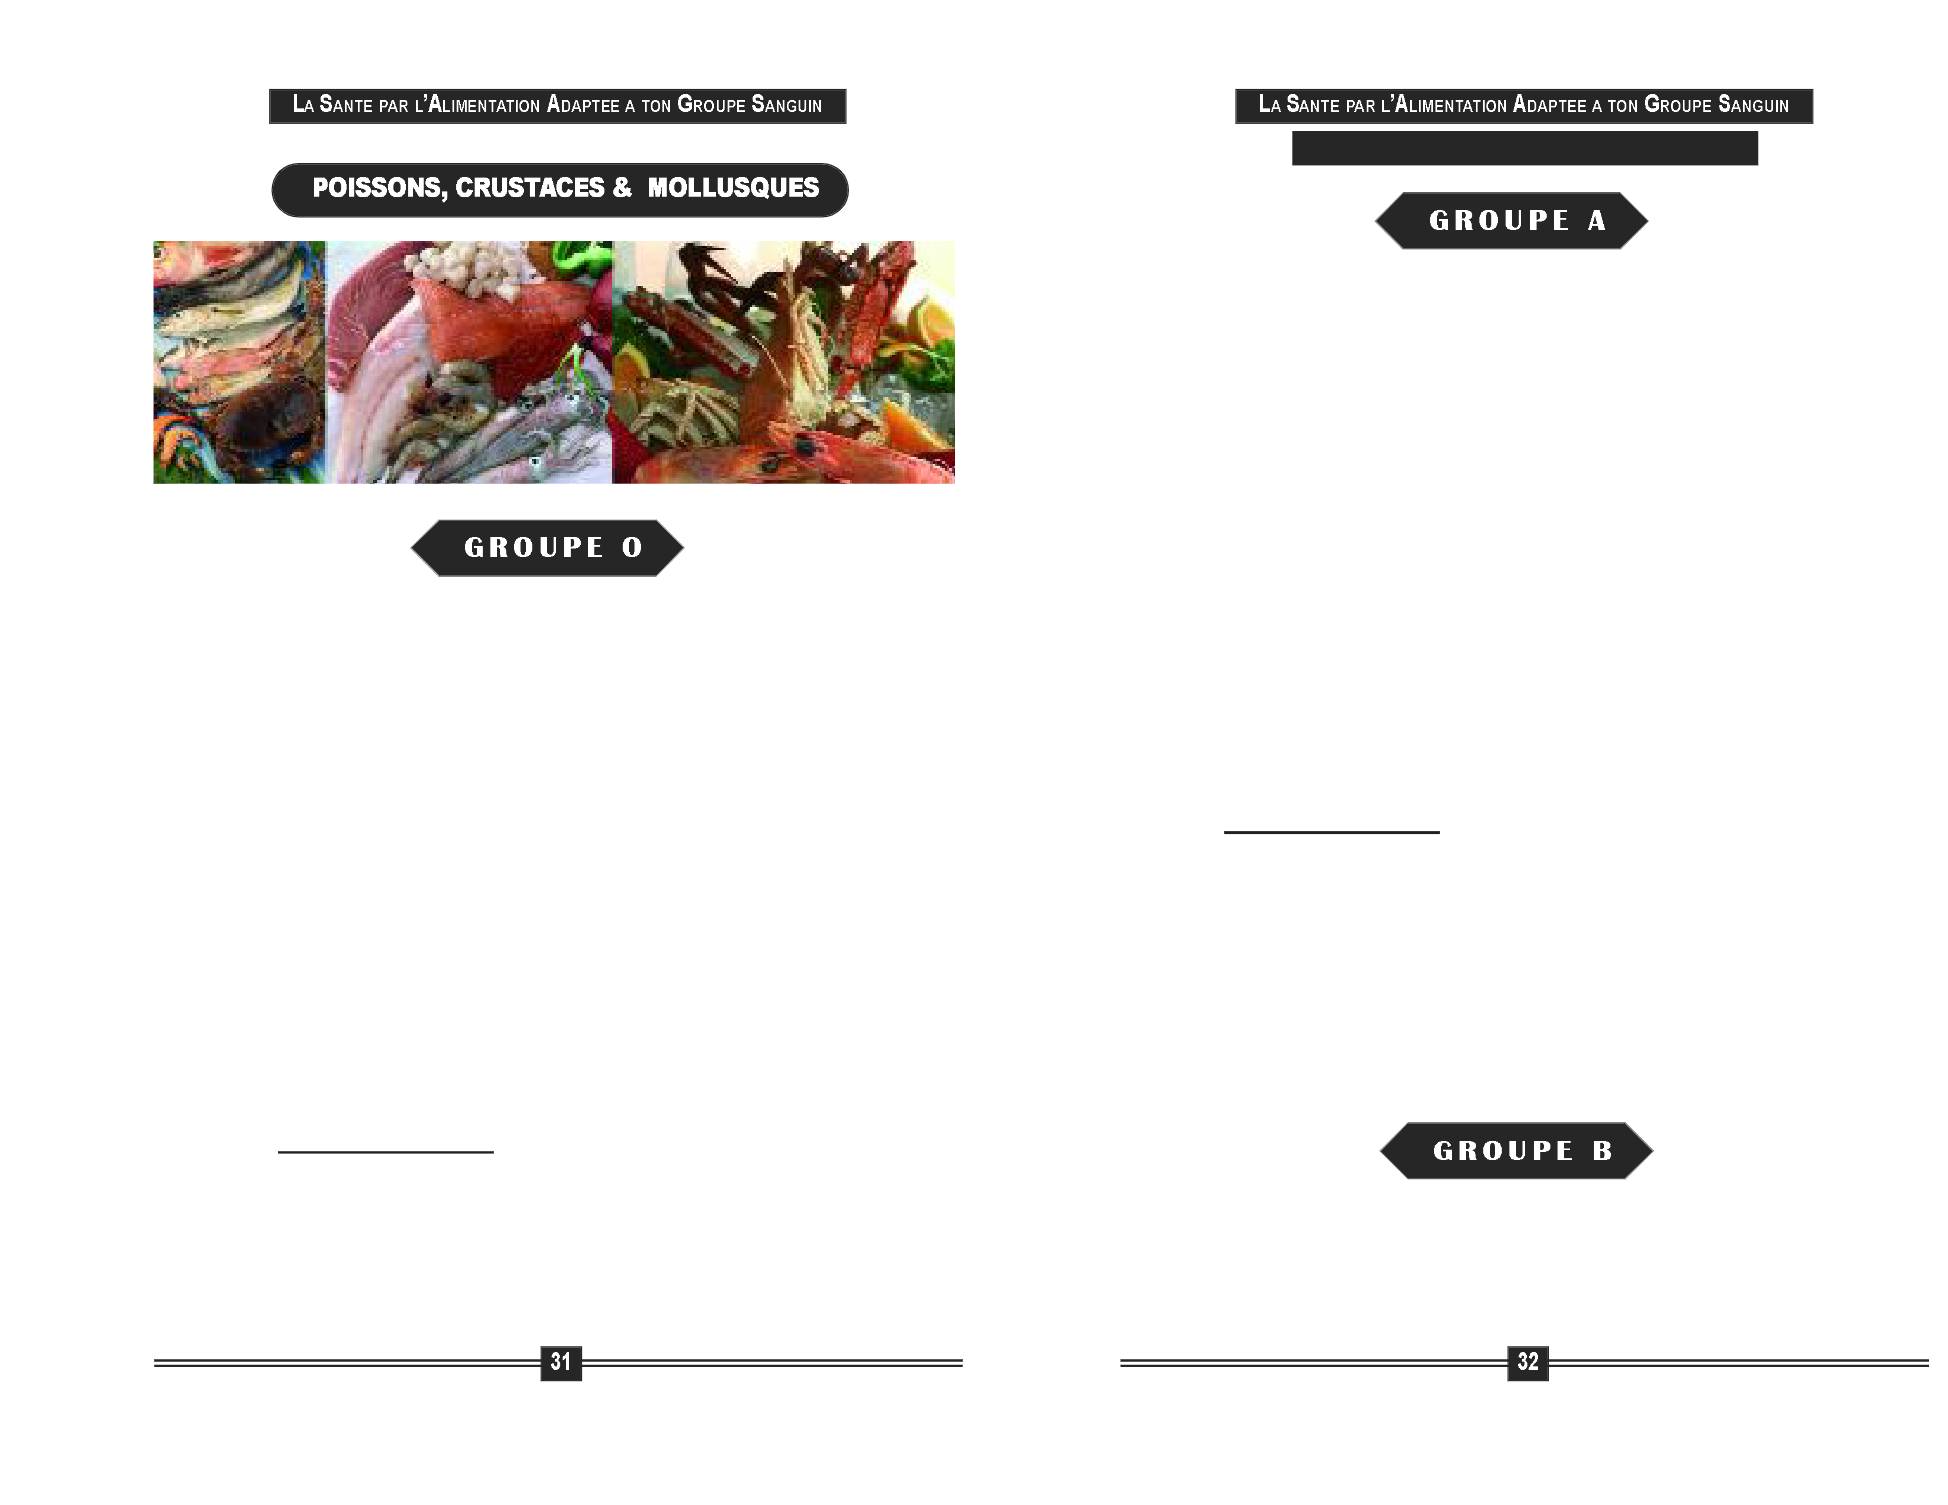 La Sante par l’Alimentation Adaptee a ton Groupe Sanguin
POISSONS, CRUSTACES & MOLLUSQUES
GROUPE O
31
La Sante par l’Alimentation Adaptee a ton Groupe Sanguin
GROUPE A
GROUPE B
32